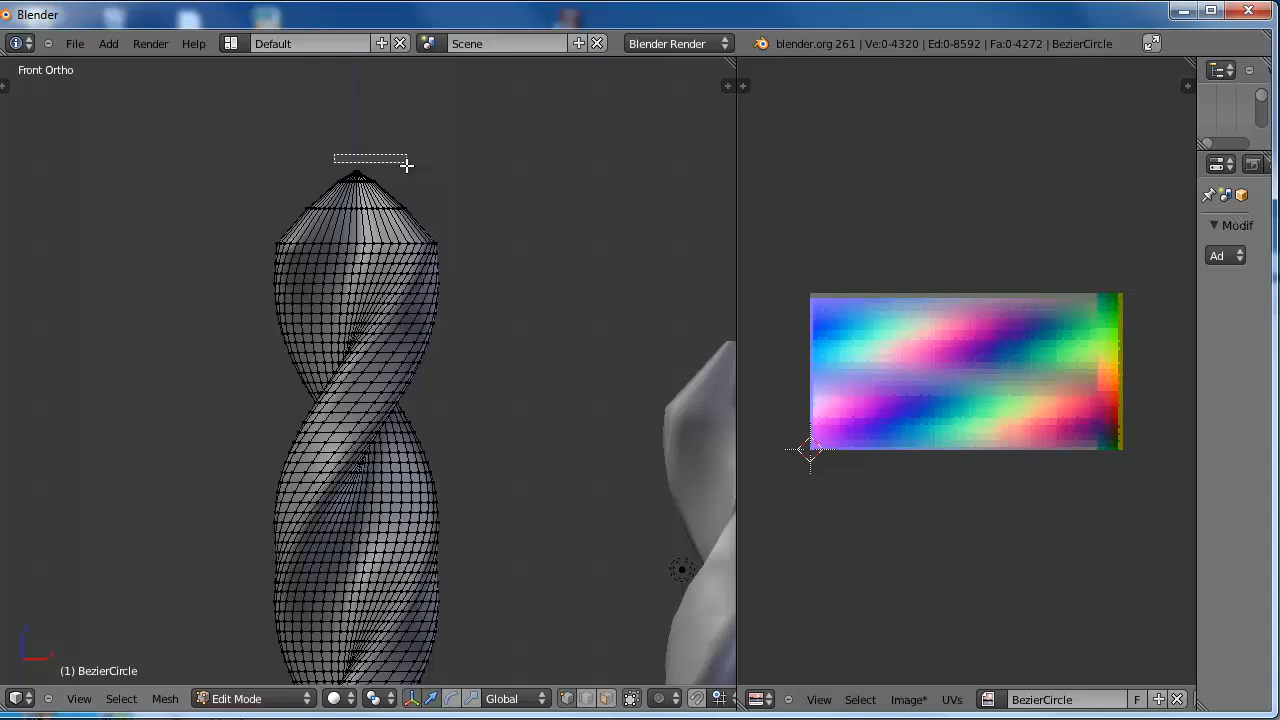 Blender
File Add Render Help Default Scene Blender Render blender.org 261 | Ve:0-4320 | Ed:0-8592 | Fa:0-4272 | BezierCircle
Front Ortho
Modif
Ad
(1) BezierCircle
View Select Mesh Edit Mode Global View Select Image* UVs BezierCircle F